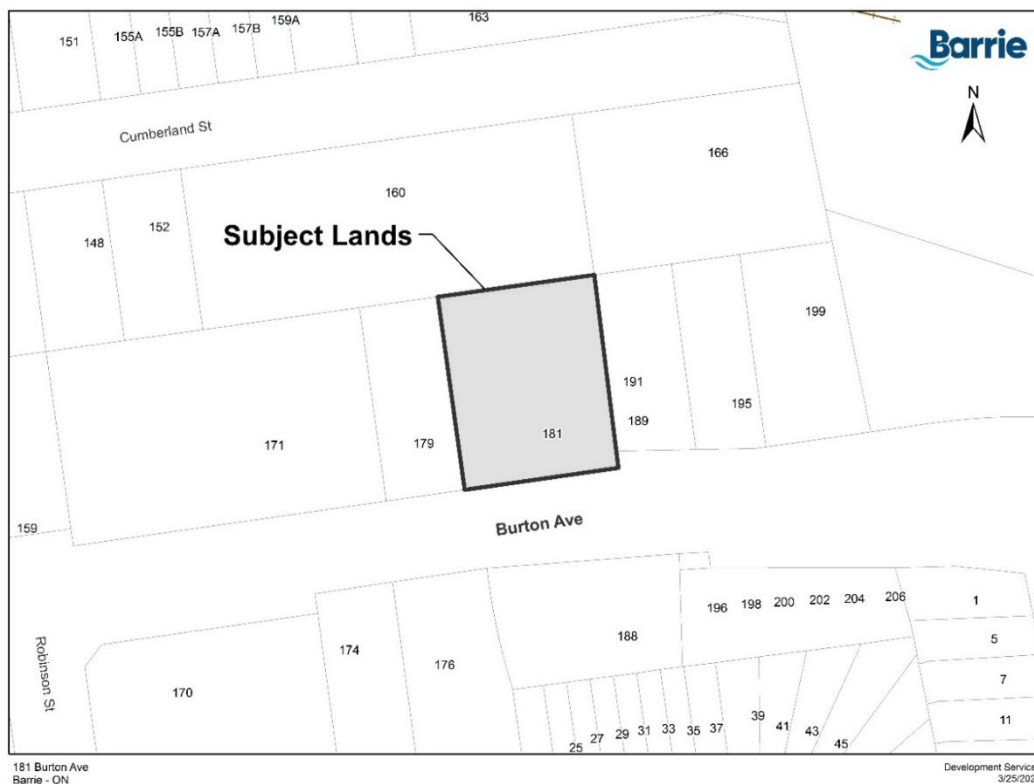 163
159A
157B
157A
155B
155A
151
Barrie
N
Cumberland St
166
160
152
148
Subject Lands
199
191
195
189
181
179
171
159
Burton Ave
Robinson St
196 198 200 202 204 206
1
5
7
11
188
174
176
170
25 27 29 31 33 35 37 39 41 43 45
181 Burton Ave
Barrie - ON
Development Service